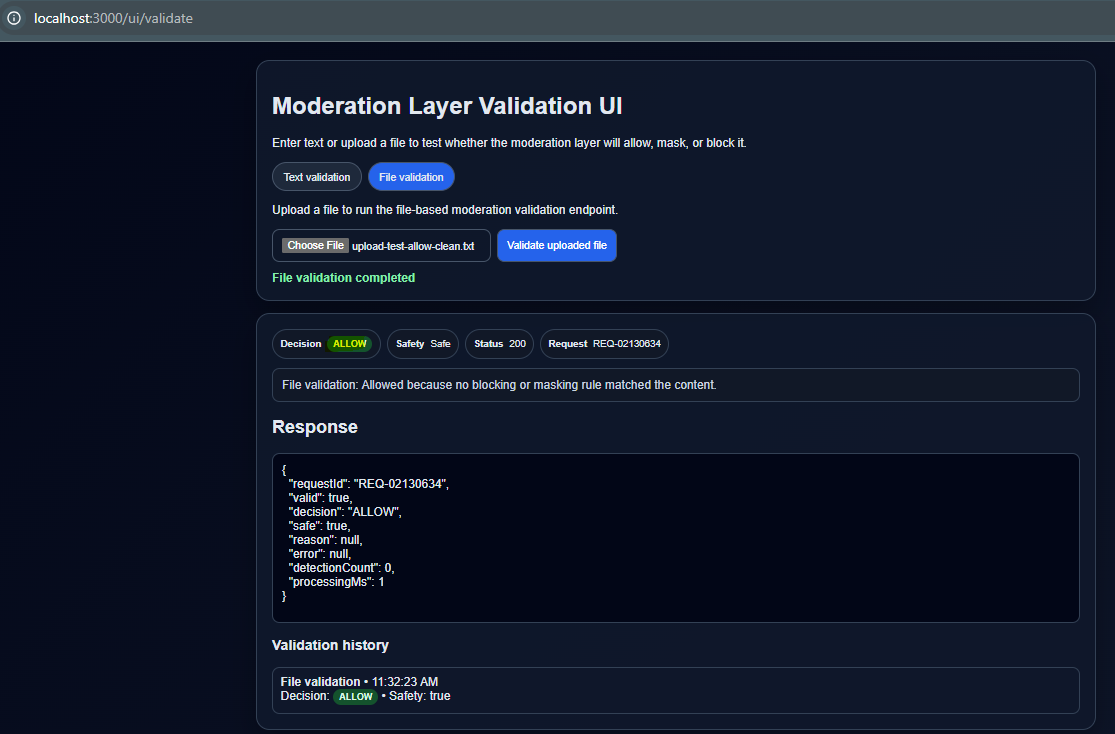 localhost:3000/ui/validate
Moderation Layer Validation UI
Enter text or upload a file to test whether the moderation layer will allow, mask, or block it.
Text validation File validation
Upload a file to run the file-based moderation validation endpoint.
Choose File upload-test-allow-clean.txt Validate uploaded file
File validation completed
Decision ALLOW Safety Safe Status 200 Request REQ-02130634
File validation: Allowed because no blocking or masking rule matched the content.
Response
{
"requestId": "REQ-02130634",
"valid": true,
"decision": "ALLOW",
"safe": true,
"reason": null,
"error": null,
"detectionCount": 0,
"processingMs": 1
}
Validation history
File validation • 11:32:23 AM
Decision: ALLOW • Safety: true